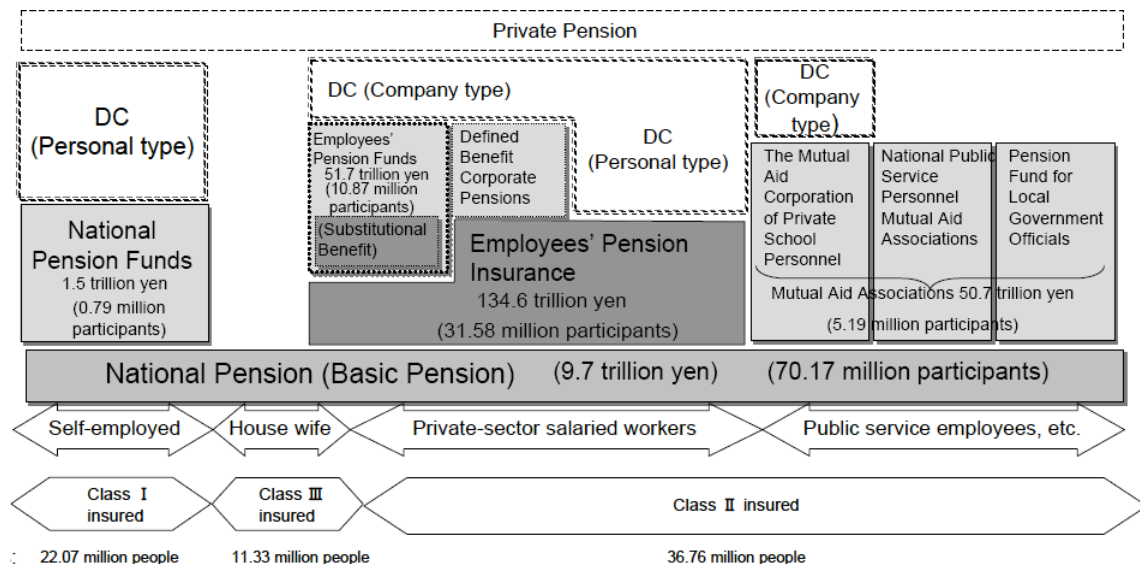 Private Pension
DC
(Personal type)
DC (Company type)
DC
(Personal type)
DC
(Company
type)
Employees’
Pension Funds
51.7 trillion yen
(10.87 million
participants)
(Substitutional
Benefit)
Defined
Benefit
Corporate
Pensions
The Mutual
Aid
Corporation
of Private
School
Personnel
National Public
Service
Personnel
Mutual Aid
Associations
Pension
Fund for
Local
Government
Officials
National
Pension Funds
1.5 trillion yen
(0.79 million
participants)
Employees’ Pension
Insurance
134.6 trillion yen
(31.58 million participants)
Mutual Aid Associations 50.7 trillion yen
(5.19 million participants)
National Pension (Basic Pension) (9.7 trillion yen) (70.17 million participants)
Self-employed
House wife
Private-sector salaried workers
Public service employees, etc.
Class Ⅰ
insured
Class Ⅲ
insured
Class Ⅱ insured
22.07 million people
11.33 million people
36.76 million people